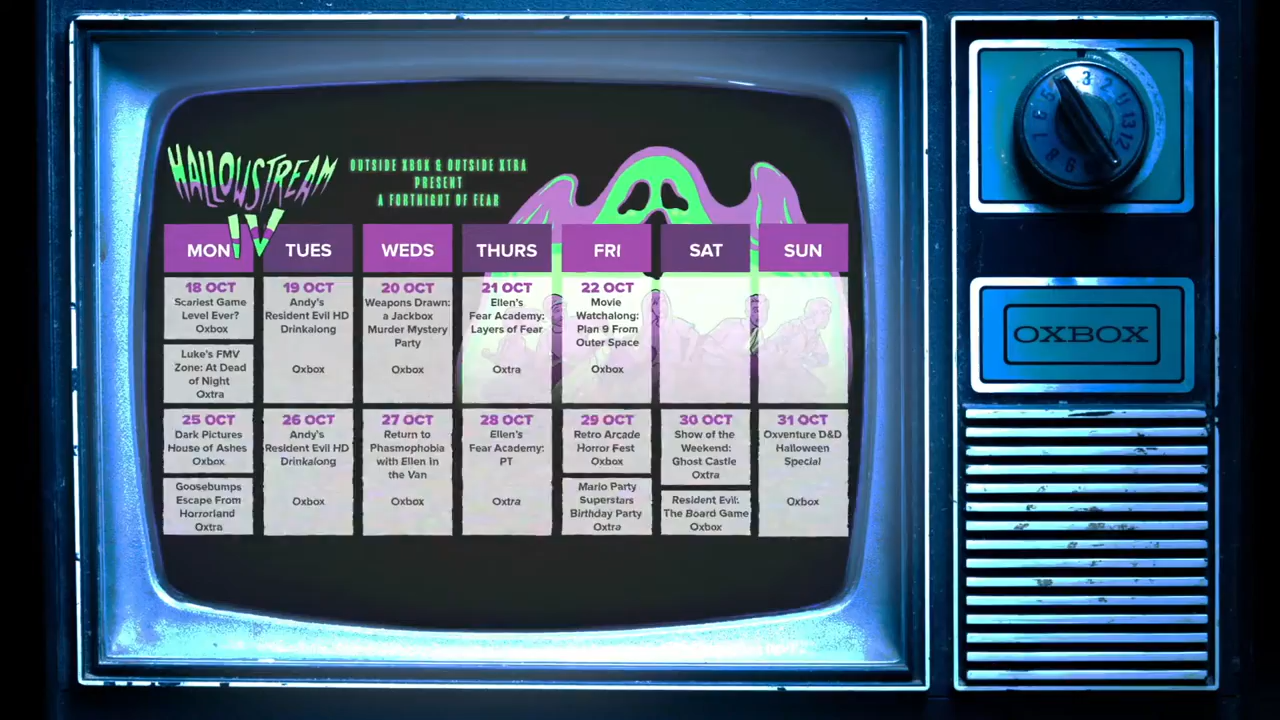 HALLOWSTREAM
IV
OUTSIDE XBOX & OUTSIDE XTRA
PRESENT
A FORTNIGHT OF FEAR
MON
TUES
WEDS
THURS
FRI
SAT
SUN
18 OCT
Scariest Game
Level Ever?
Oxbox
Luke's FMV
Zone: At Dead
of Night
Oxtra
19 OCT
Andy's
Resident Evil HD
Drinkalong
Oxbox
20 OCT
Weapons Drawn:
a Jackbox
Murder Mystery
Party
Oxbox
21 OCT
Ellen's
Fear Academy:
Layers of Fear
Oxtra
22 OCT
Movie
Watchalong:
Plan 9 From
Outer Space
Oxbox
25 OCT
Dark Pictures
House of Ashes
Oxbox
Goosebumps
Escape From
Horrorland
Oxtra
26 OCT
Andy's
Resident Evil HD
Drinkalong
Oxbox
27 OCT
Return to
Phasmophobia
with Ellen in
the Van
Oxbox
28 OCT
Ellen's
Fear Academy:
PT
Oxtra
29 OCT
Retro Arcade
Horror Fest
Oxbox
Mario Party
Superstars
Birthday Party
Oxtra
30 OCT
Show of the
Weekend:
Ghost Castle
Oxtra
Resident Evil:
The Board Game
Oxbox
31 OCT
Oxventure D&D
Halloween
Special
Oxbox
OXBOX